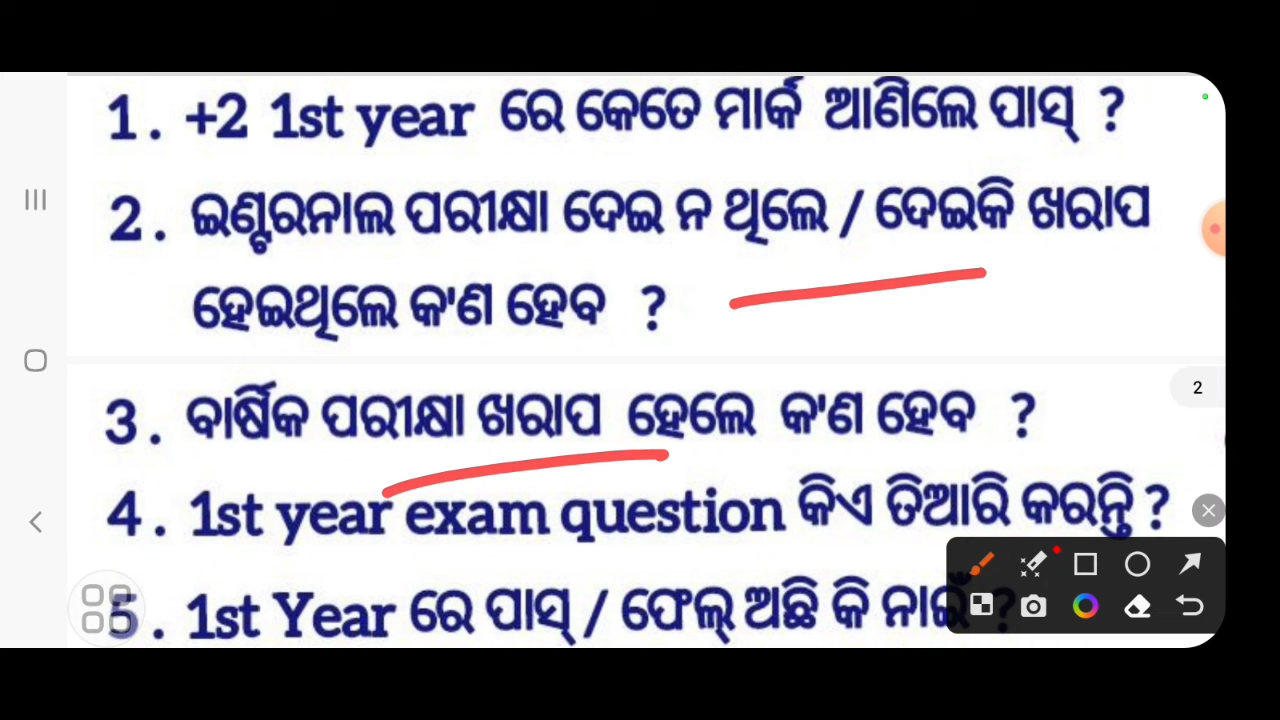 1. +2 1st year ରେ କେତେ ମାର୍କ ଆଣିଲେ ପାସ୍ ?
2. ଇଣ୍ଟରନାଲ ପରୀକ୍ଷା ଦେଇ ନ ଥିଲେ / ଦେଇକି ଖରାପ
ହେଇଥିଲେ କ'ଣ ହେବ ?
3. ବାର୍ଷିକ ପରୀକ୍ଷା ଖରାପ ହେଲେ କ'ଣ ହେବ ?
2
4. 1st year exam question କିଏ ତିଆରି କରନ୍ତି ?
5. 1st Year ରେ ପାସ୍ / ଫେଲ୍ ଅଛି କି ନାହିଁ ?